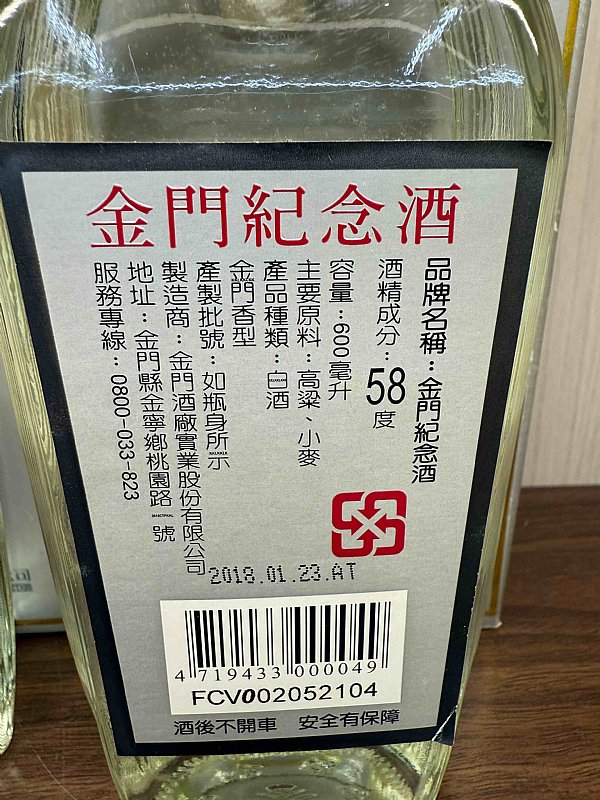 金門紀念酒
品牌名稱：金門紀念酒
酒精成分：58度
容量：600毫升
主要原料：高粱、小麥
產品種類：白酒
金門香型
產製批號：如瓶身所示
製造商：金門酒廠實業股份有限公司
地址：金門縣金寧鄉桃園路一號
服務專線：0800-033-823
2018.01.23.AT
4 719433 000049
FCV002052104
酒後不開車 安全有保障